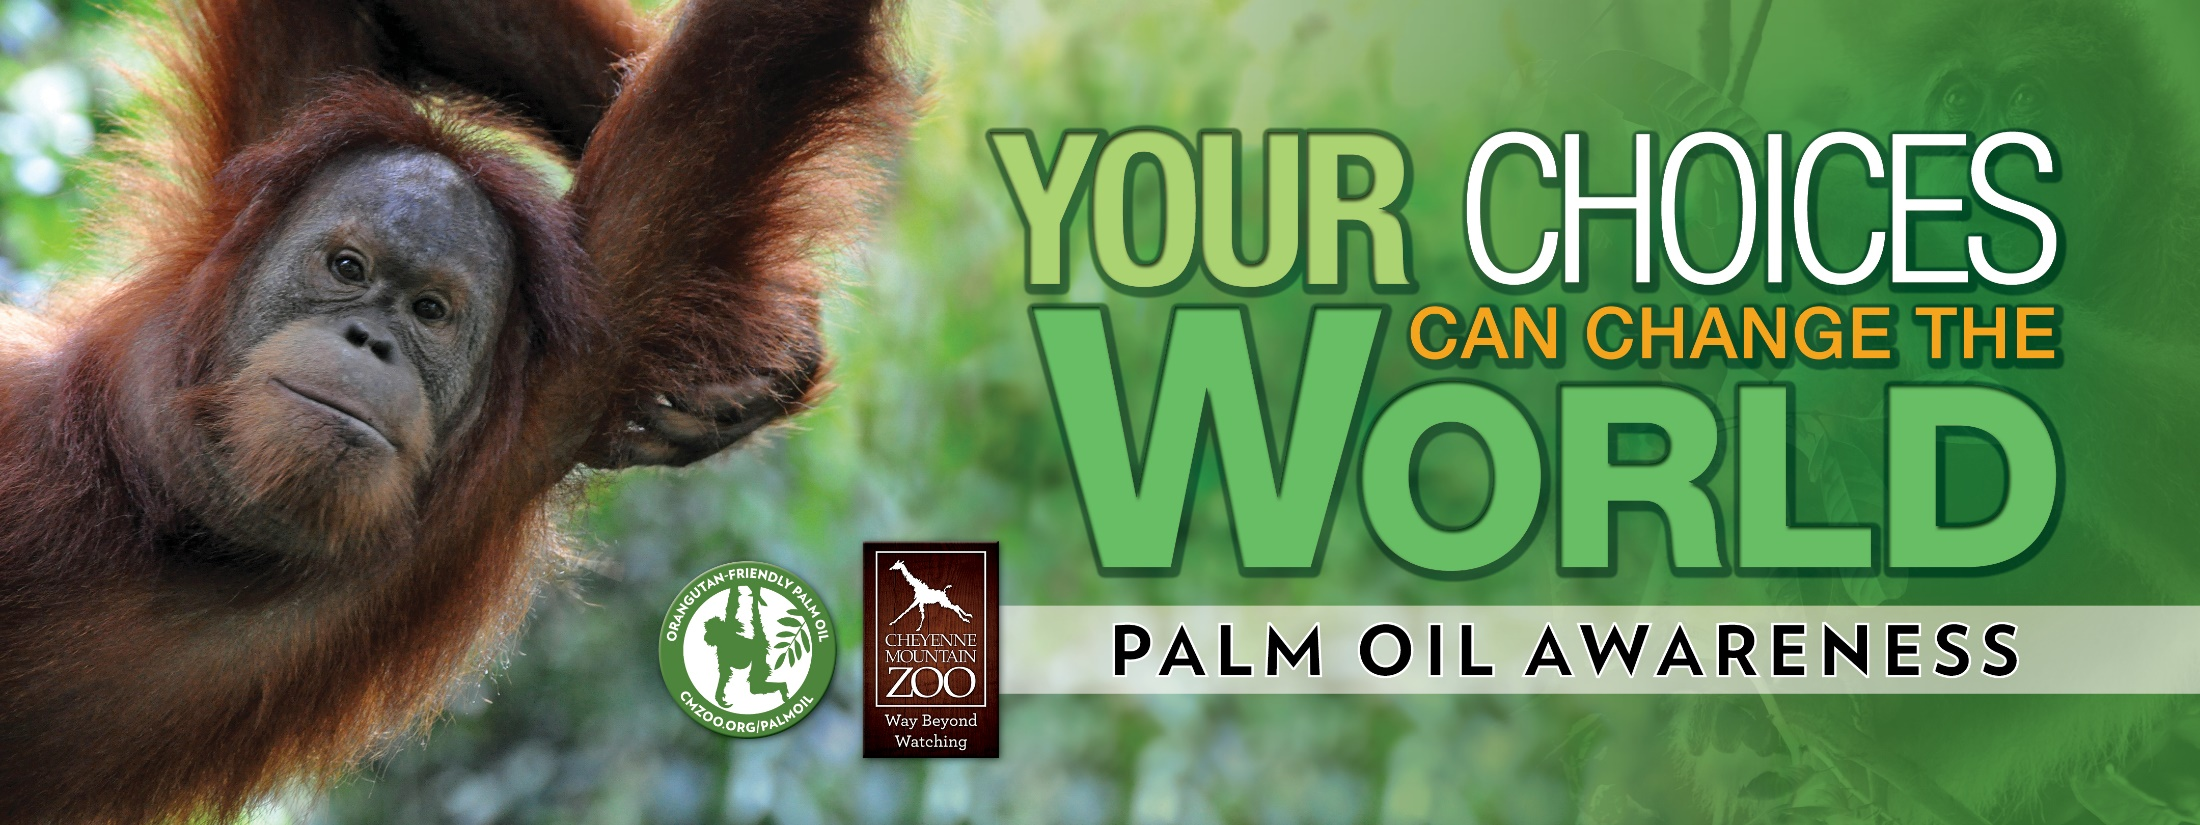 YOUR CHOICES
CAN CHANGE THE
WORLD
PALM OIL AWARENESS
ORANGUTAN-FRIENDLY PALM OIL
CMZOO.ORG/PALMOIL
CHEYENNE
MOUNTAIN
ZOO
Way Beyond
Watching